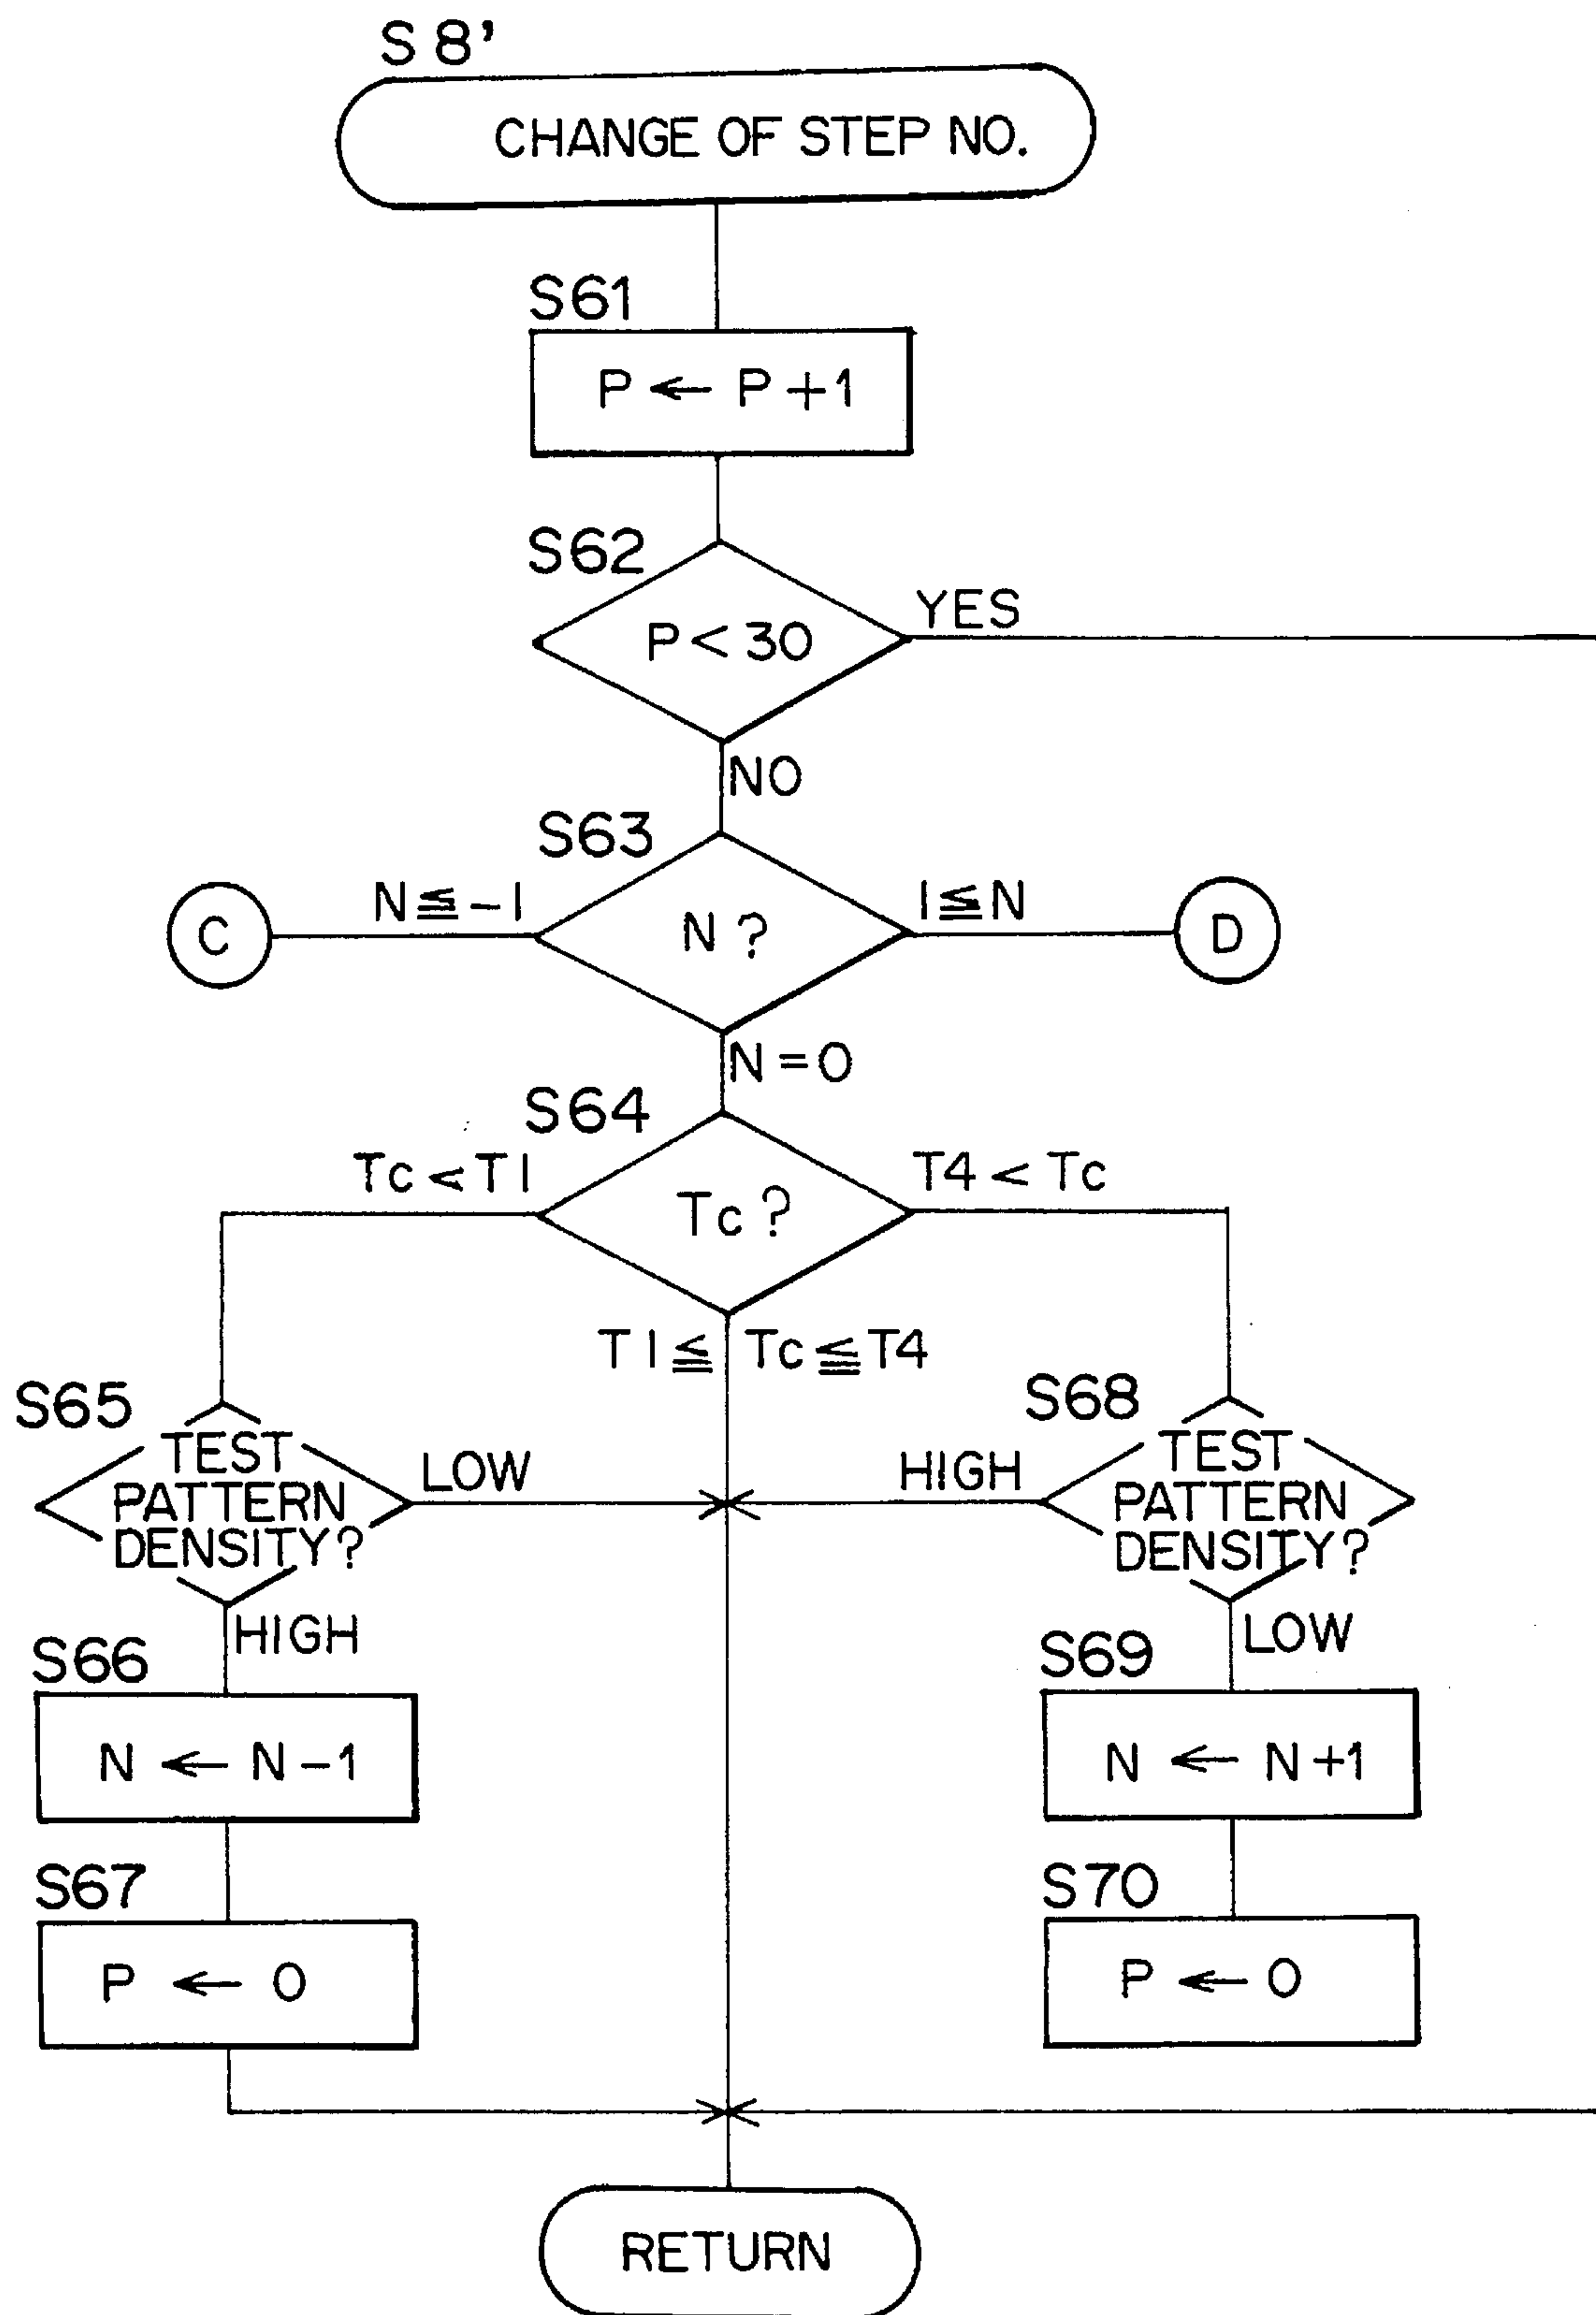 S8'
CHANGE OF STEP NO.
S61
P ← P+1
S62
P < 30
YES
NO
S63
N ≦ -1
N ?
1 ≦ N
C
D
N = 0
S64
Tc < T1
Tc ?
T4 < Tc
T1 ≦ Tc ≦ T4
S65
TEST
PATTERN
DENSITY?
LOW
HIGH
S68
TEST
PATTERN
DENSITY?
HIGH
LOW
S66
N ← N-1
S69
N ← N+1
S67
P ← 0
S70
P ← 0
RETURN